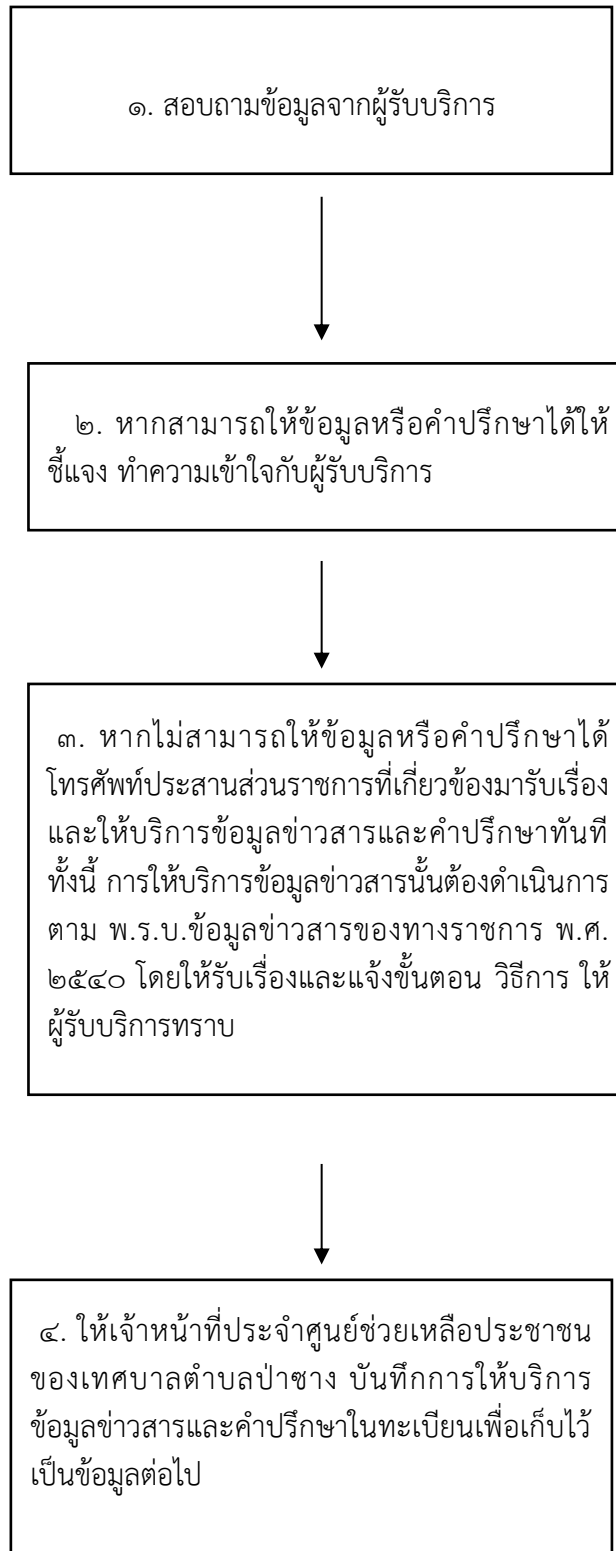 ๑. สอบถามข้อมูลจากผู้รับบริการ
๒. หากสามารถให้ข้อมูลหรือคำปรึกษาได้ให้
ชี้แจง ทำความเข้าใจกับผู้รับบริการ
๓. หากไม่สามารถให้ข้อมูลหรือคำปรึกษาได้
โทรศัพท์ประสานส่วนราชการที่เกี่ยวข้องมารับเรื่อง
และให้บริการข้อมูลข่าวสารและคำปรึกษาทันที
ทั้งนี้ การให้บริการข้อมูลข่าวสารนั้นต้องดำเนินการ
ตาม พ.ร.บ.ข้อมูลข่าวสารของทางราชการ พ.ศ.
๒๕๔๐ โดยให้รับเรื่องและแจ้งขั้นตอน วิธีการ ให้
ผู้รับบริการทราบ
๔. ให้เจ้าหน้าที่ประจำศูนย์ช่วยเหลือประชาชน
ของเทศบาลตำบลป่าซาง บันทึกการให้บริการ
ข้อมูลข่าวสารและคำปรึกษาในทะเบียนเพื่อเก็บไว้
เป็นข้อมูลต่อไป